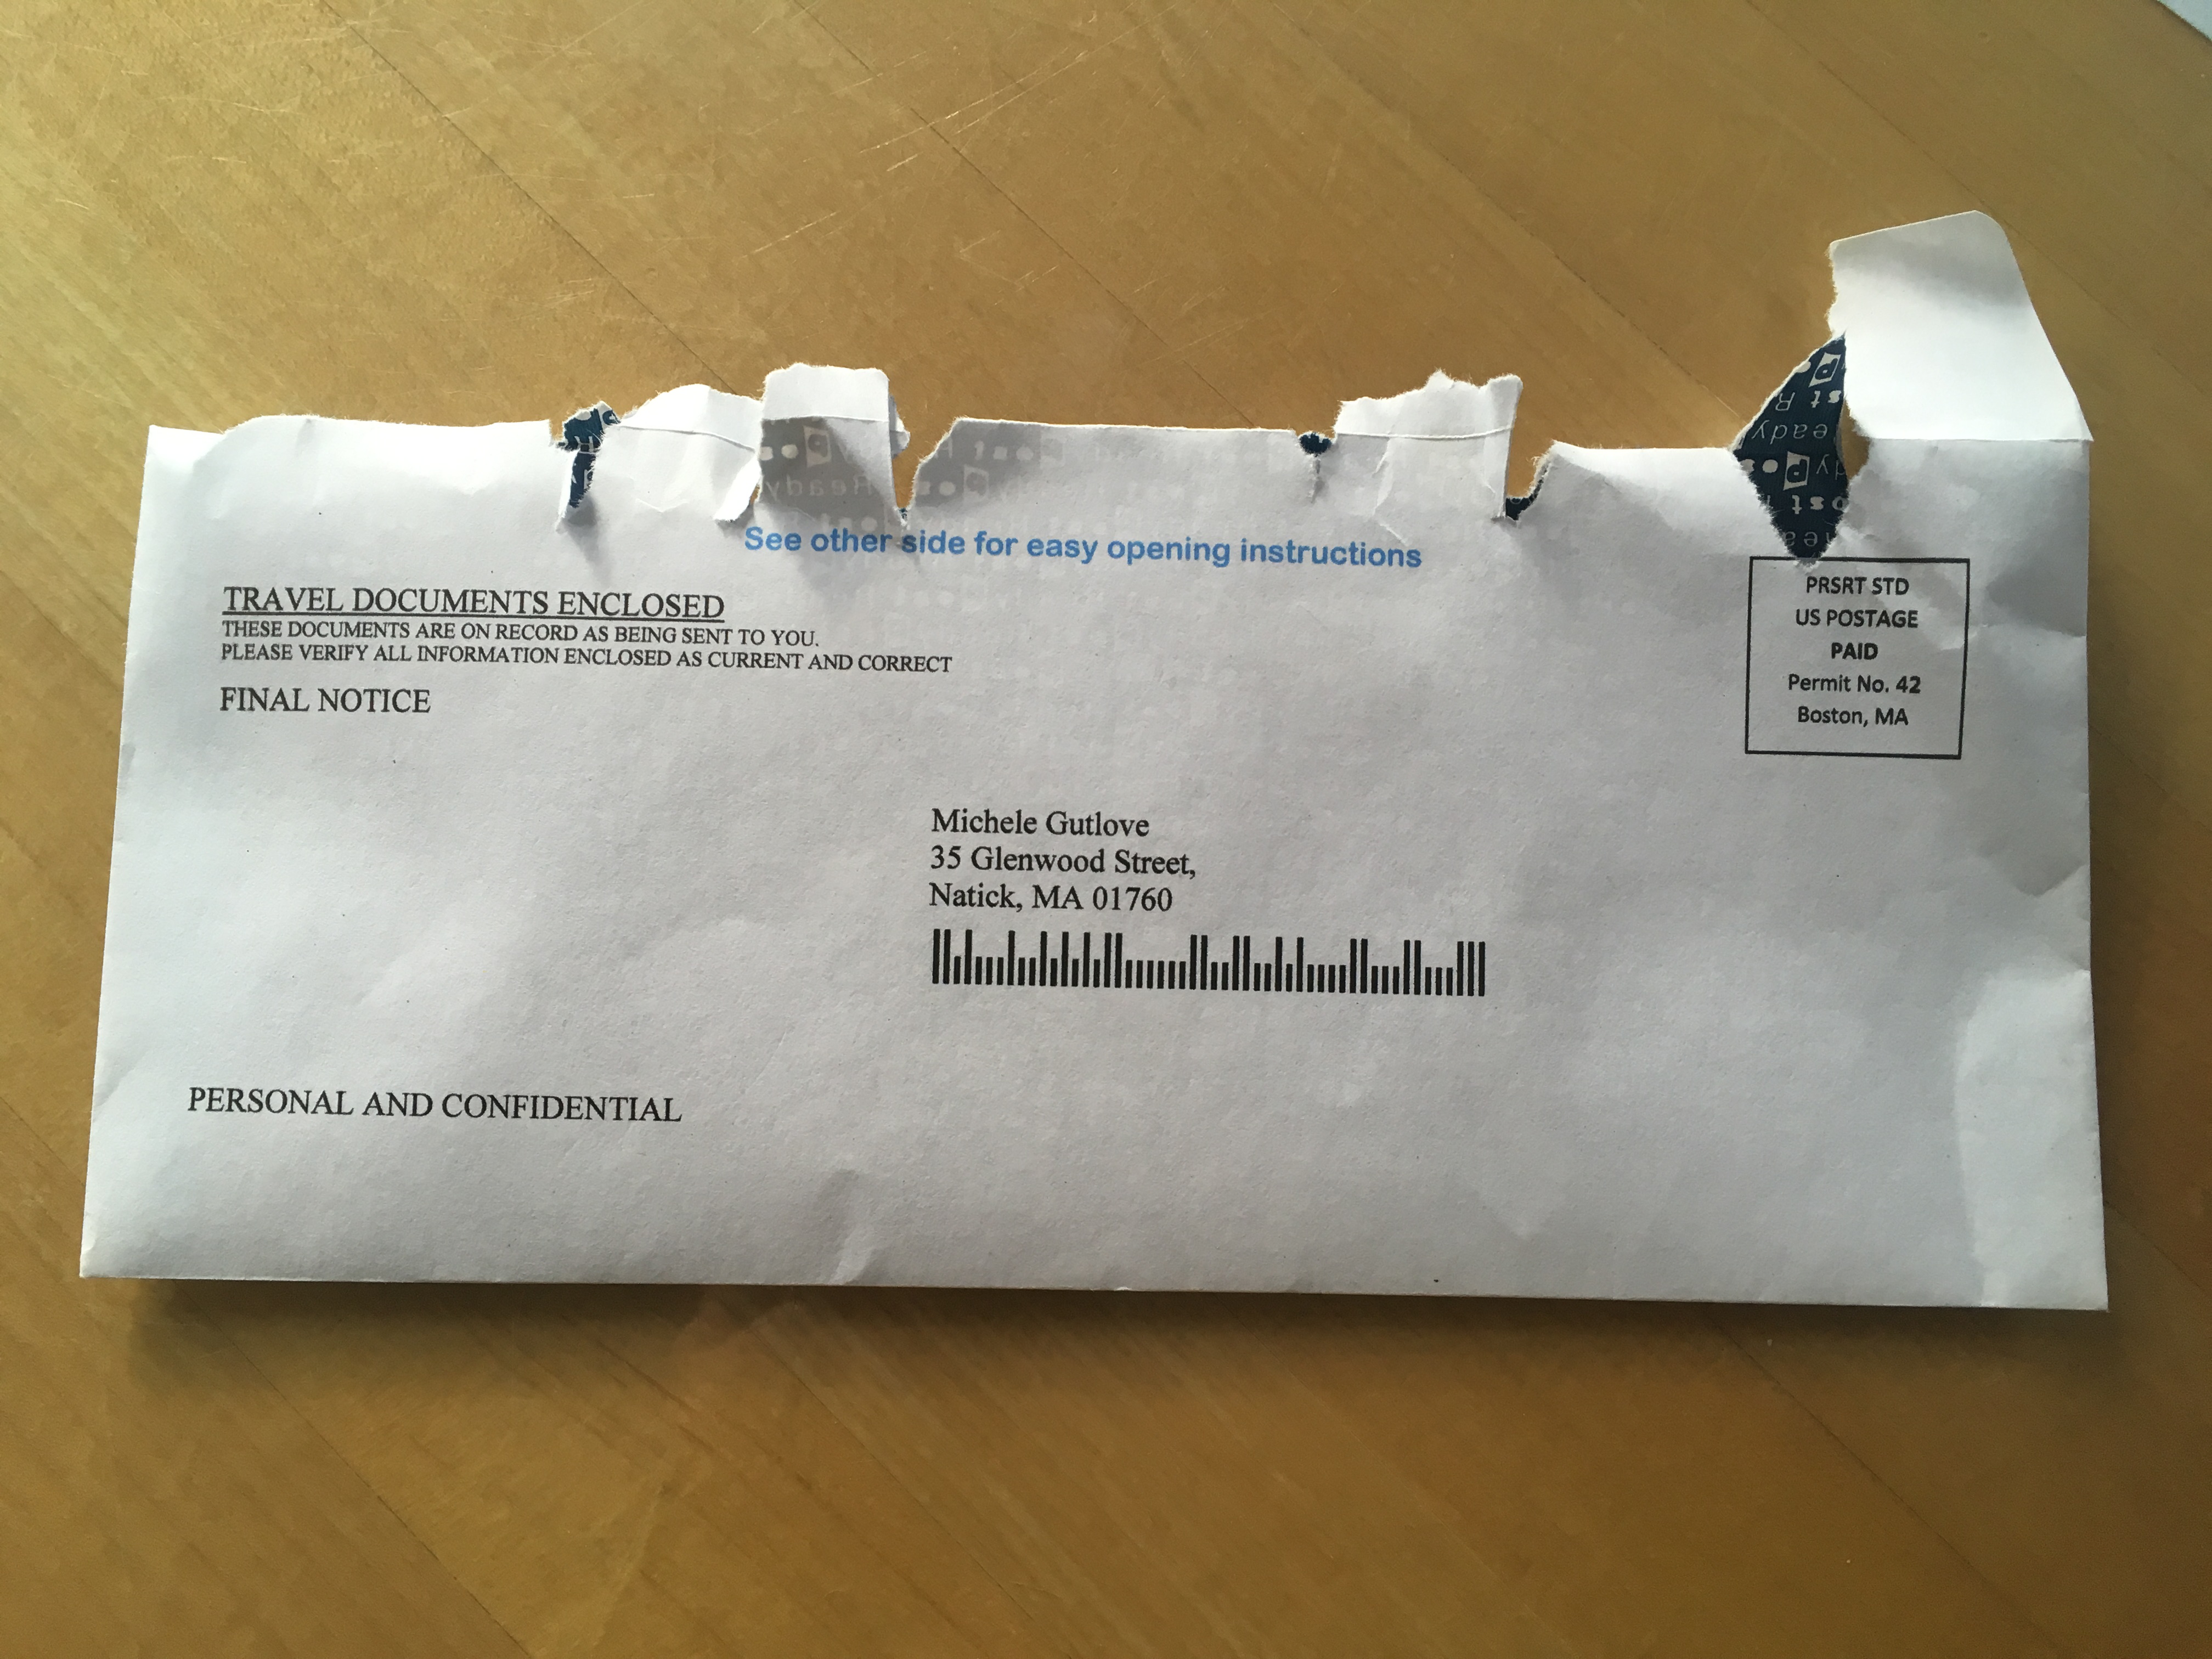 See other side for easy opening instructions
TRAVEL DOCUMENTS ENCLOSED
THESE DOCUMENTS ARE ON RECORD AS BEING SENT TO YOU.
PLEASE VERIFY ALL INFORMATION ENCLOSED AS CURRENT AND CORRECT
FINAL NOTICE
PRSRT STD
US POSTAGE
PAID
Permit No. 42
Boston, MA
Michele Gutlove
35 Glenwood Street,
Natick, MA 01760
PERSONAL AND CONFIDENTIAL